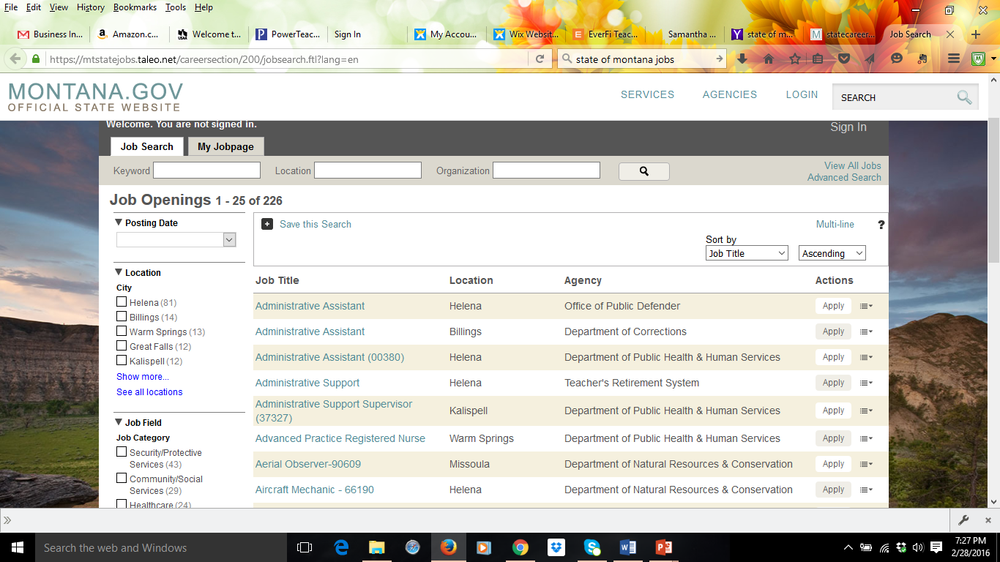 File Edit View History Bookmarks Tools Help
Business In... Amazon.c... Welcome t... PowerTeac... Sign In My Accou... Wix Websit... EverFi Teac... Samantha ... state of m... statecareer... Job Search
https://mtstatejobs.taleo.net/careersection/200/jobsearch.ftl?lang=en state of montana jobs
MONTANA.GOV
OFFICIAL STATE WEBSITE
SERVICES AGENCIES LOGIN SEARCH
Welcome. You are not signed in. Sign In
Job Search My Jobpage
Keyword Location Organization
View All Jobs
Advanced Search
Job Openings 1 - 25 of 226
Posting Date
Location
City
Helena (81)
Billings (14)
Warm Springs (13)
Great Falls (12)
Kalispell (12)
Show more...
See all locations
Job Field
Job Category
Security/Protective
Services (43)
Community/Social
Services (29)
Healthcare (24)
+ Save this Search Multi-line ?
Sort by
Job Title Ascending
Job Title Location Agency Actions
Administrative Assistant Helena Office of Public Defender Apply
Administrative Assistant Billings Department of Corrections Apply
Administrative Assistant (00380) Helena Department of Public Health & Human Services Apply
Administrative Support Helena Teacher's Retirement System Apply
Administrative Support Supervisor
(37327) Kalispell Department of Public Health & Human Services Apply
Advanced Practice Registered Nurse Warm Springs Department of Public Health & Human Services Apply
Aerial Observer-90609 Missoula Department of Natural Resources & Conservation Apply
Aircraft Mechanic - 66190 Helena Department of Natural Resources & Conservation Apply
Search the web and Windows
7:27 PM
2/28/2016